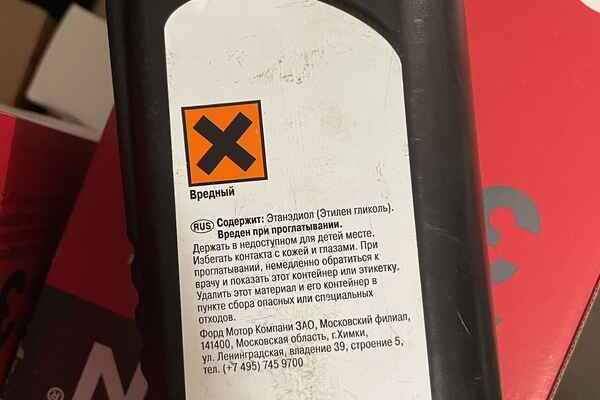 Вредный
RUS Содержит: Этанэдиол (Этилен гликоль).
Вреден при проглатывании.
Держать в недоступном для детей месте.
Избегать контакта с кожей и глазами. При
проглатывании, немедленно обратиться к
врачу и показать этот контейнер или этикетку.
Удалить этот материал и его контейнер в
пункте сбора опасных или специальных
отходов.
Форд Мотор Компани ЗАО, Московский филиал,
141400, Московская область, г.Химки,
ул. Ленинградская, владение 39, строение 5,
тел. (+7 495) 745 9700